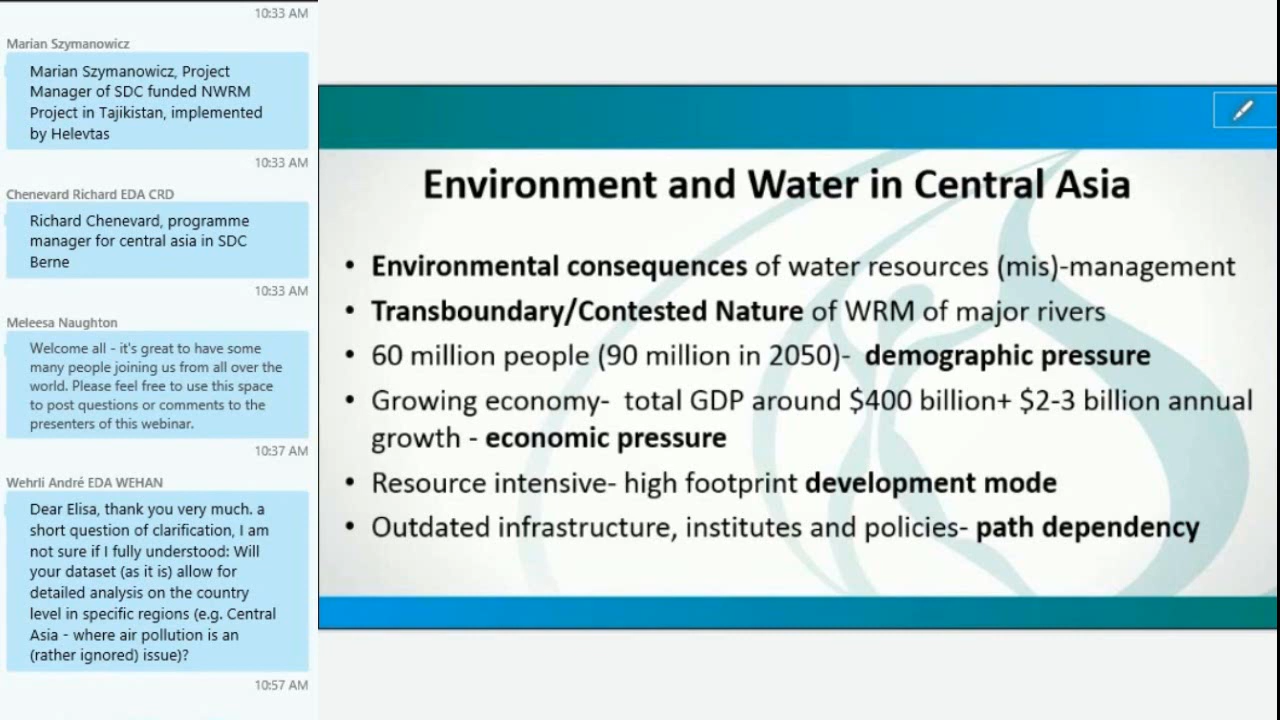 10:33 AM
Marian Szymanowicz
Marian Szymanowicz, Project
Manager of SDC funded NWRM
Project in Tajikistan, implemented
by Helevtas
10:33 AM
Chenevard Richard EDA CRD
Richard Chenevard, programme
manager for central asia in SDC
Berne
10:33 AM
Meleesa Naughton
Welcome all - it's great to have some
many people joining us from all over the
world. Please feel free to use this space
to post questions or comments to the
presenters of this webinar.
10:37 AM
Wehrli André EDA WEHAN
Dear Elisa, thank you very much. a
short question of clarification, I am
not sure if I fully understood: Will
your dataset (as it is) allow for
detailed analysis on the country
level in specific regions (e.g. Central
Asia - where air pollution is an
(rather ignored) issue)?
10:57 AM
Environment and Water in Central Asia
• Environmental consequences of water resources (mis)-management
• Transboundary/Contested Nature of WRM of major rivers
• 60 million people (90 million in 2050)- demographic pressure
• Growing economy- total GDP around $400 billion+ $2-3 billion annual
growth - economic pressure
• Resource intensive- high footprint development mode
• Outdated infrastructure, institutes and policies- path dependency